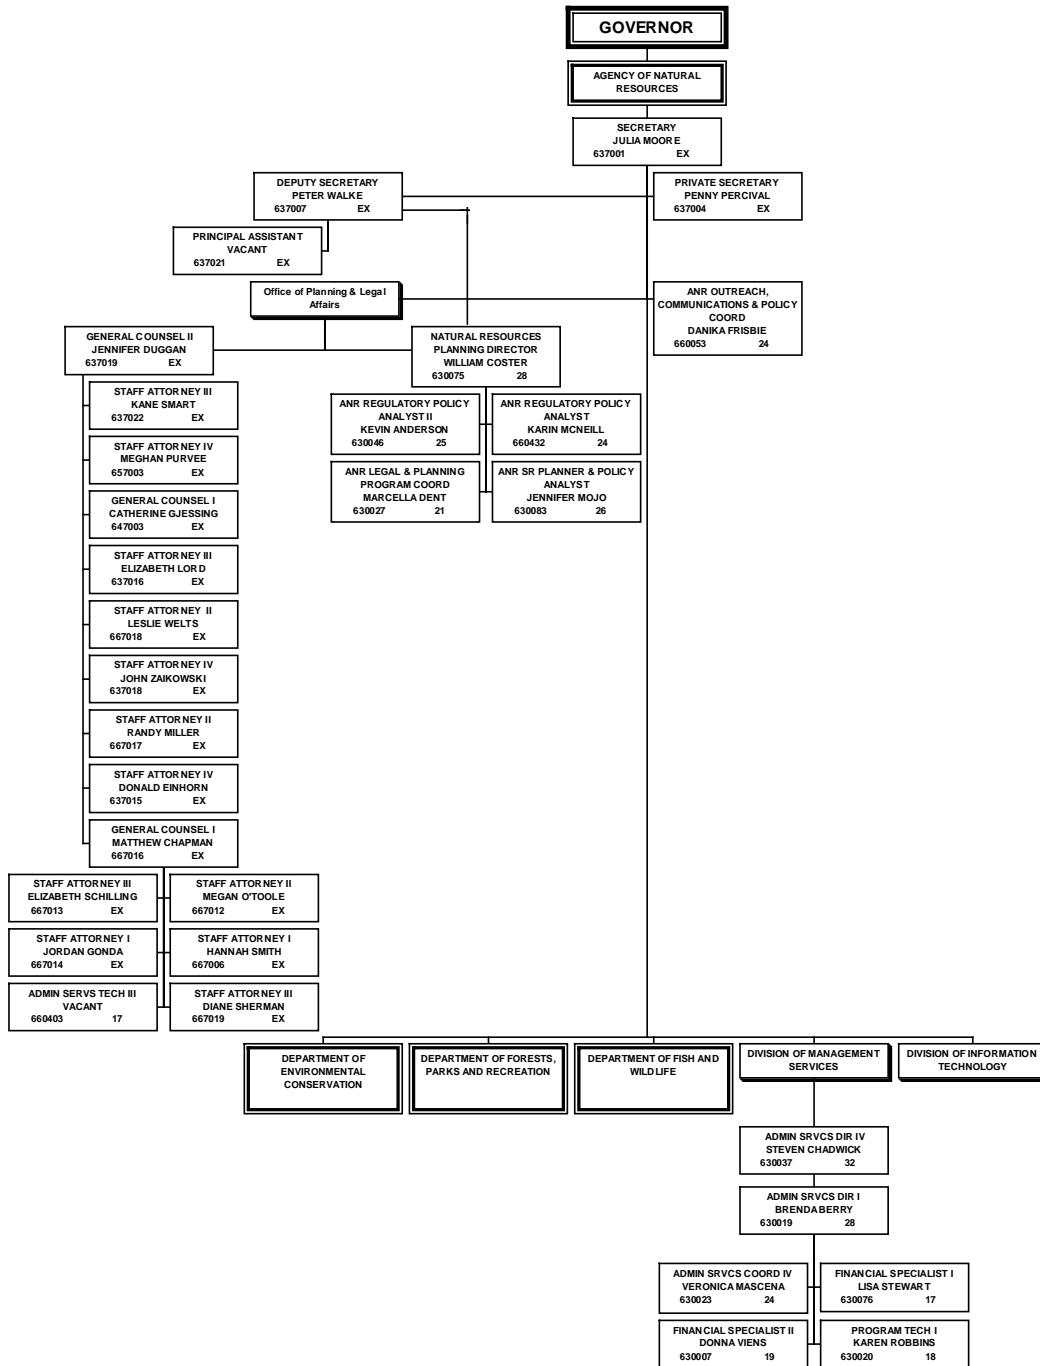 GOVERNOR
AGENCY OF NATURAL
RESOURCES
SECRETARY
JULIA MOORE
637001 EX
DEPUTY SECRETARY
PETER WALKE
637007 EX
PRIVATE SECRETARY
PENNY PERCIVAL
637004 EX
PRINCIPAL ASSISTANT
VACANT
637021 EX
Office of Planning & Legal
Affairs
ANR OUTREACH,
COMMUNICATIONS & POLICY
COORD
DANIKA FRISBIE
660053 24
GENERAL COUNSEL II
JENNIFER DUGGAN
637019 EX
NATURAL RESOURCES
PLANNING DIRECTOR
WILLIAM COSTER
630075 28
STAFF ATTORNEY III
KANE SMART
637022 EX
ANR REGULATORY POLICY
ANALYST II
KEVIN ANDERSON
630046 25
ANR REGULATORY POLICY
ANALYST
KARIN MCNEILL
660432 24
STAFF ATTORNEY IV
MEGHAN PURVEE
657003 EX
ANR LEGAL & PLANNING
PROGRAM COORD
MARCELLA DENT
630027 21
ANR SR PLANNER & POLICY
ANALYST
JENNIFER MOJO
630083 26
GENERAL COUNSEL I
CATHERINE GJESSING
647003 EX
STAFF ATTORNEY III
ELIZABETH LORD
637016 EX
STAFF ATTORNEY II
LESLIE WELTS
667018 EX
STAFF ATTORNEY IV
JOHN ZAIKOWSKI
637018 EX
STAFF ATTORNEY II
RANDY MILLER
667017 EX
STAFF ATTORNEY IV
DONALD EINHORN
637015 EX
GENERAL COUNSEL I
MATTHEW CHAPMAN
667016 EX
STAFF ATTORNEY III
ELIZABETH SCHILLING
667013 EX
STAFF ATTORNEY II
MEGAN O'TOOLE
667012 EX
STAFF ATTORNEY I
JORDAN GONDA
667014 EX
STAFF ATTORNEY I
HANNAH SMITH
667006 EX
ADMIN SERVS TECH III
VACANT
660403 17
STAFF ATTORNEY III
DIANE SHERMAN
667019 EX
DEPARTMENT OF
ENVIRONMENTAL
CONSERVATION
DEPARTMENT OF FORESTS,
PARKS AND RECREATION
DEPARTMENT OF FISH AND
WILDLIFE
DIVISION OF MANAGEMENT
SERVICES
DIVISION OF INFORMATION
TECHNOLOGY
ADMIN SRVCS DIR IV
STEVEN CHADWICK
630037 32
ADMIN SRVCS DIR I
BRENDA BERRY
630019 28
ADMIN SRVCS COORD IV
VERONICA MASCENA
630023 24
FINANCIAL SPECIALIST I
LISA STEWART
630076 17
FINANCIAL SPECIALIST II
DONNA VIENS
630007 19
PROGRAM TECH I
KAREN ROBBINS
630020 18